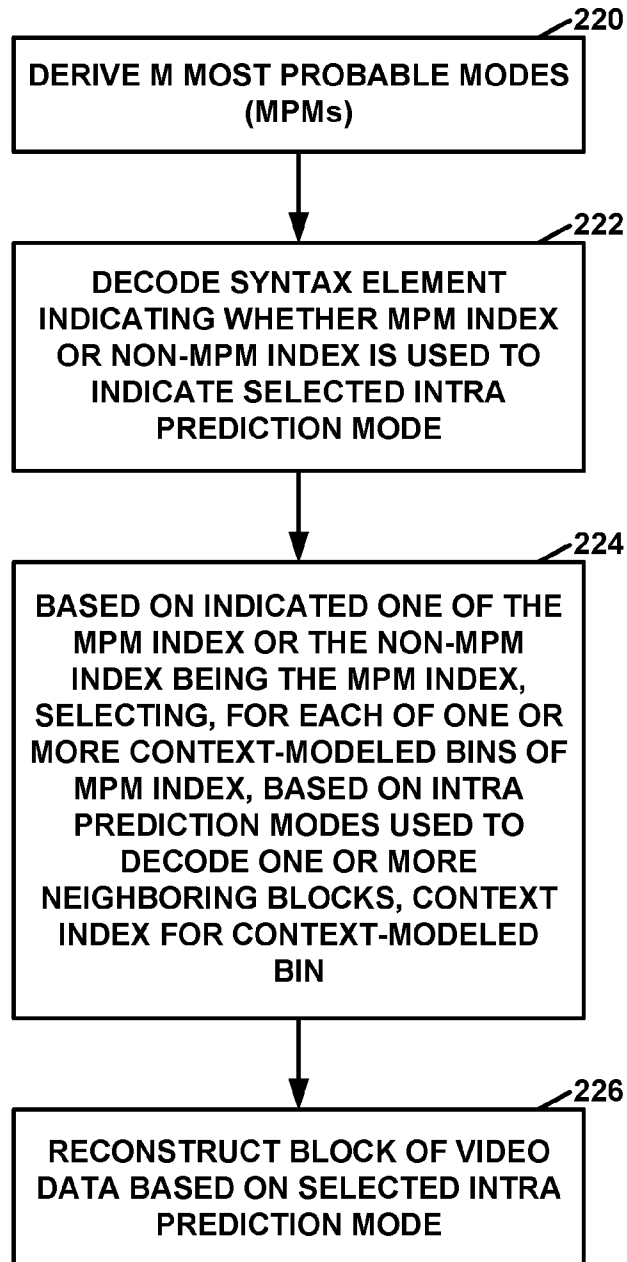 220
DERIVE M MOST PROBABLE MODES
(MPMs)
222
DECODE SYNTAX ELEMENT
INDICATING WHETHER MPM INDEX
OR NON-MPM INDEX IS USED TO
INDICATE SELECTED INTRA
PREDICTION MODE
224
BASED ON INDICATED ONE OF THE
MPM INDEX OR THE NON-MPM
INDEX BEING THE MPM INDEX,
SELECTING, FOR EACH OF ONE OR
MORE CONTEXT-MODELED BINS OF
MPM INDEX, BASED ON INTRA
PREDICTION MODES USED TO
DECODE ONE OR MORE
NEIGHBORING BLOCKS, CONTEXT
INDEX FOR CONTEXT-MODELED
BIN
226
RECONSTRUCT BLOCK OF VIDEO
DATA BASED ON SELECTED INTRA
PREDICTION MODE